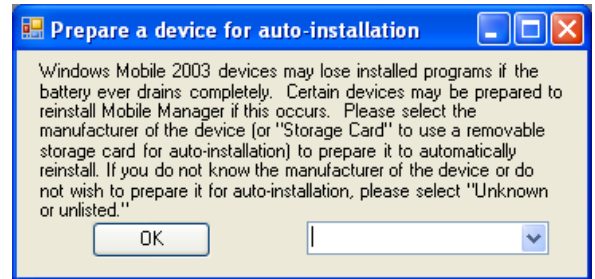 Prepare a device for auto-installation
Windows Mobile 2003 devices may lose installed programs if the
battery ever drains completely.  Certain devices may be prepared to
reinstall Mobile Manager if this occurs.  Please select the
manufacturer of the device (or "Storage Card" to use a removable
storage card for auto-installation) to prepare it to automatically
reinstall. If you do not know the manufacturer of the device or do
not wish to prepare it for auto-installation, please select "Unknown
or unlisted."
OK